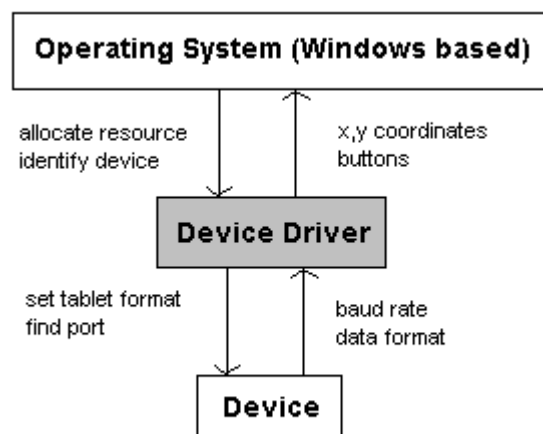 Operating System (Windows based)
allocate resource
identify device
x,y coordinates
buttons
Device Driver
set tablet format
find port
baud rate
data format
Device